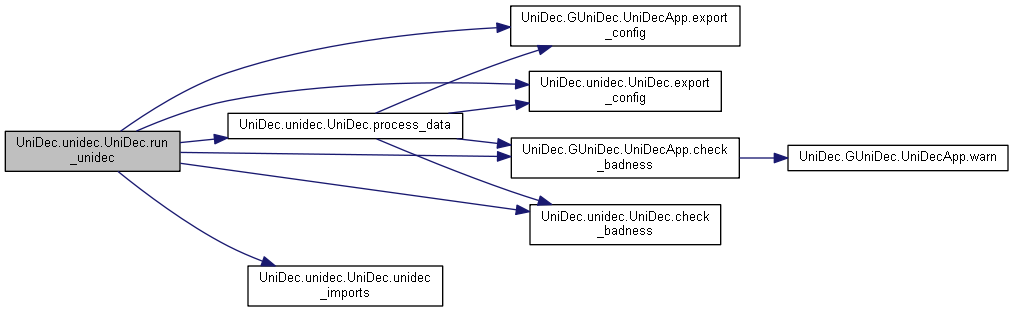 UniDec.GUniDec.UniDecApp.export
_config
UniDec.unidec.UniDec.export
_config
UniDec.unidec.UniDec.process_data
UniDec.unidec.UniDec.run
_unidec
UniDec.GUniDec.UniDecApp.check
_badness
UniDec.GUniDec.UniDecApp.warn
UniDec.unidec.UniDec.check
_badness
UniDec.unidec.UniDec.unidec
_imports